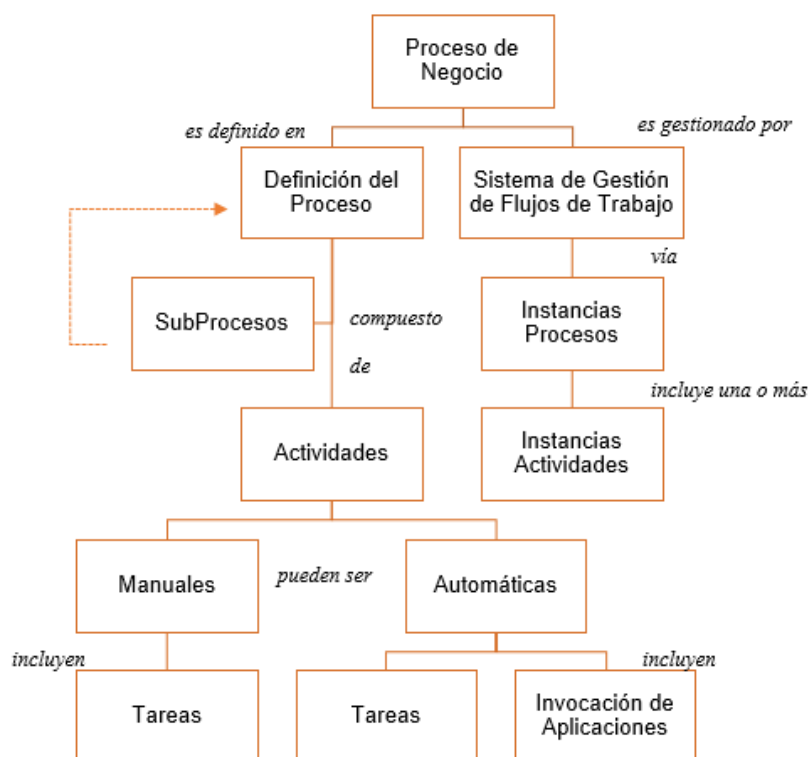 Proceso de
Negocio
es definido en
es gestionado por
Definición del
Proceso
Sistema de Gestión
de Flujos de Trabajo
vía
SubProcesos
compuesto
de
Instancias
Procesos
incluye una o más
Actividades
Instancias
Actividades
Manuales
pueden ser
Automáticas
incluyen
incluyen
Tareas
Tareas
Invocación de
Aplicaciones